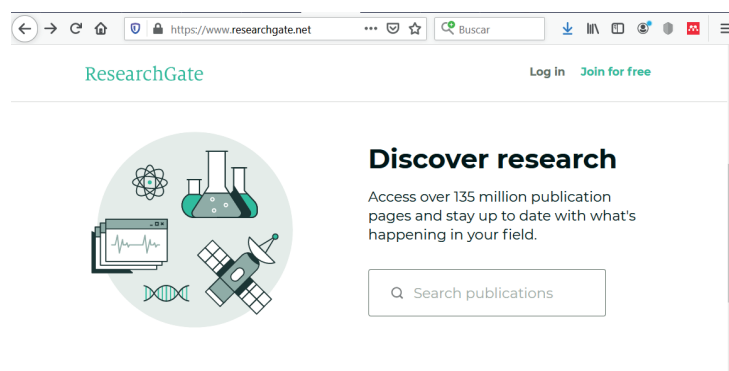 https://www.researchgate.net
Buscar
ResearchGate
Log in
Join for free
Discover research
Access over 135 million publication
pages and stay up to date with what's
happening in your field.
Search publications